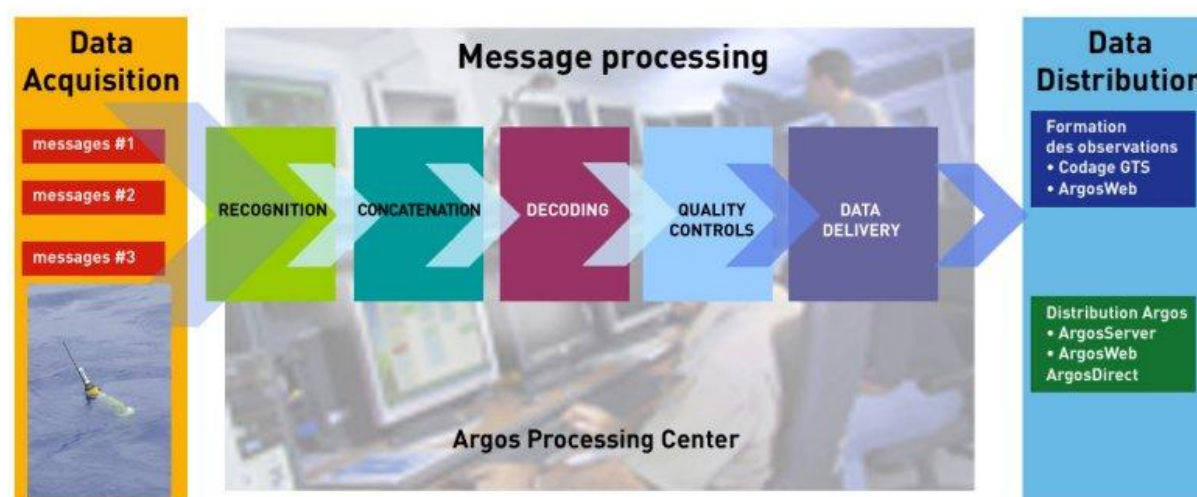 Data
Acquisition
messages #1
messages #2
messages #3
Message processing
RECOGNITION
CONCATENATION
DECODING
QUALITY
CONTROLS
DATA
DELIVERY
Argos Processing Center
Data
Distribution
Formation
des observations
• Codage GTS
• ArgosWeb
Distribution Argos
• ArgosServer
• ArgosWeb
ArgosDirect